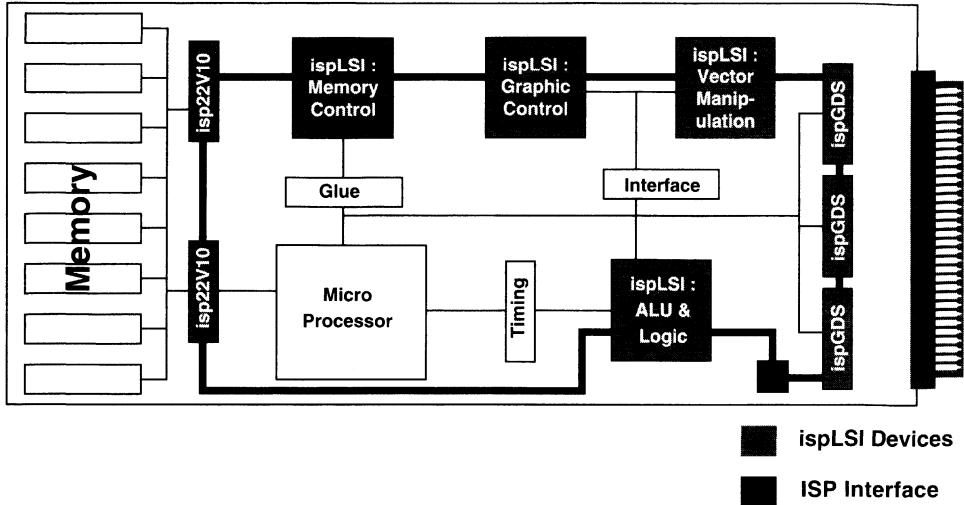 Memory
isp22V10
isp22V10
ispLSI :
Memory
Control
ispLSI :
Graphic
Control
ispLSI :
Vector
Manip-
ulation
ispGDS
ispGDS
ispGDS
Glue
Interface
Micro
Processor
Timing
ispLSI :
ALU &
Logic
ispLSI Devices
ISP Interface